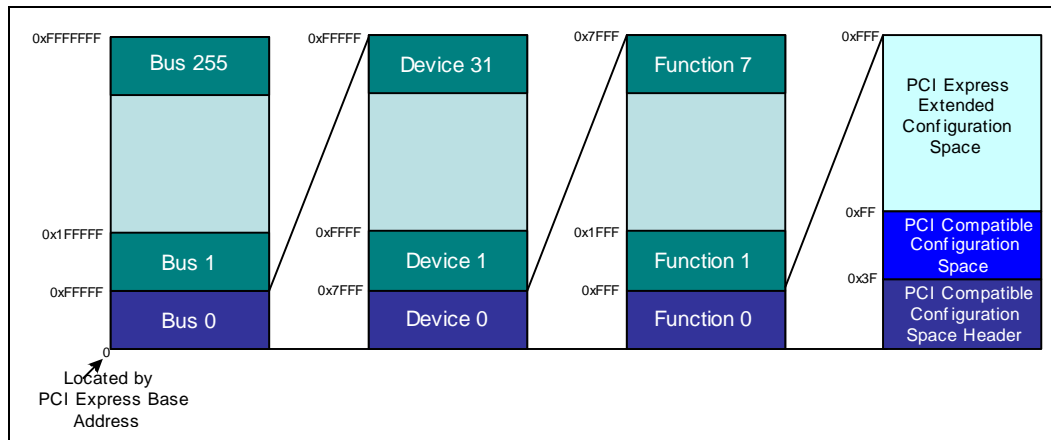 0xFFFFFFF
Bus 255
0x1FFFFF
Bus 1
0xFFFFF
Bus 0
0
Located by
PCI Express Base
Address
0xFFFFF
Device 31
0xFFFF
Device 1
0x7FFF
Device 0
0x7FFF
Function 7
0x1FFF
Function 1
0xFFF
Function 0
0xFFF
PCI Express
Extended
Configuration
Space
0xFF
PCI Compatible
Configuration
Space
0x3F
PCI Compatible
Configuration
Space Header